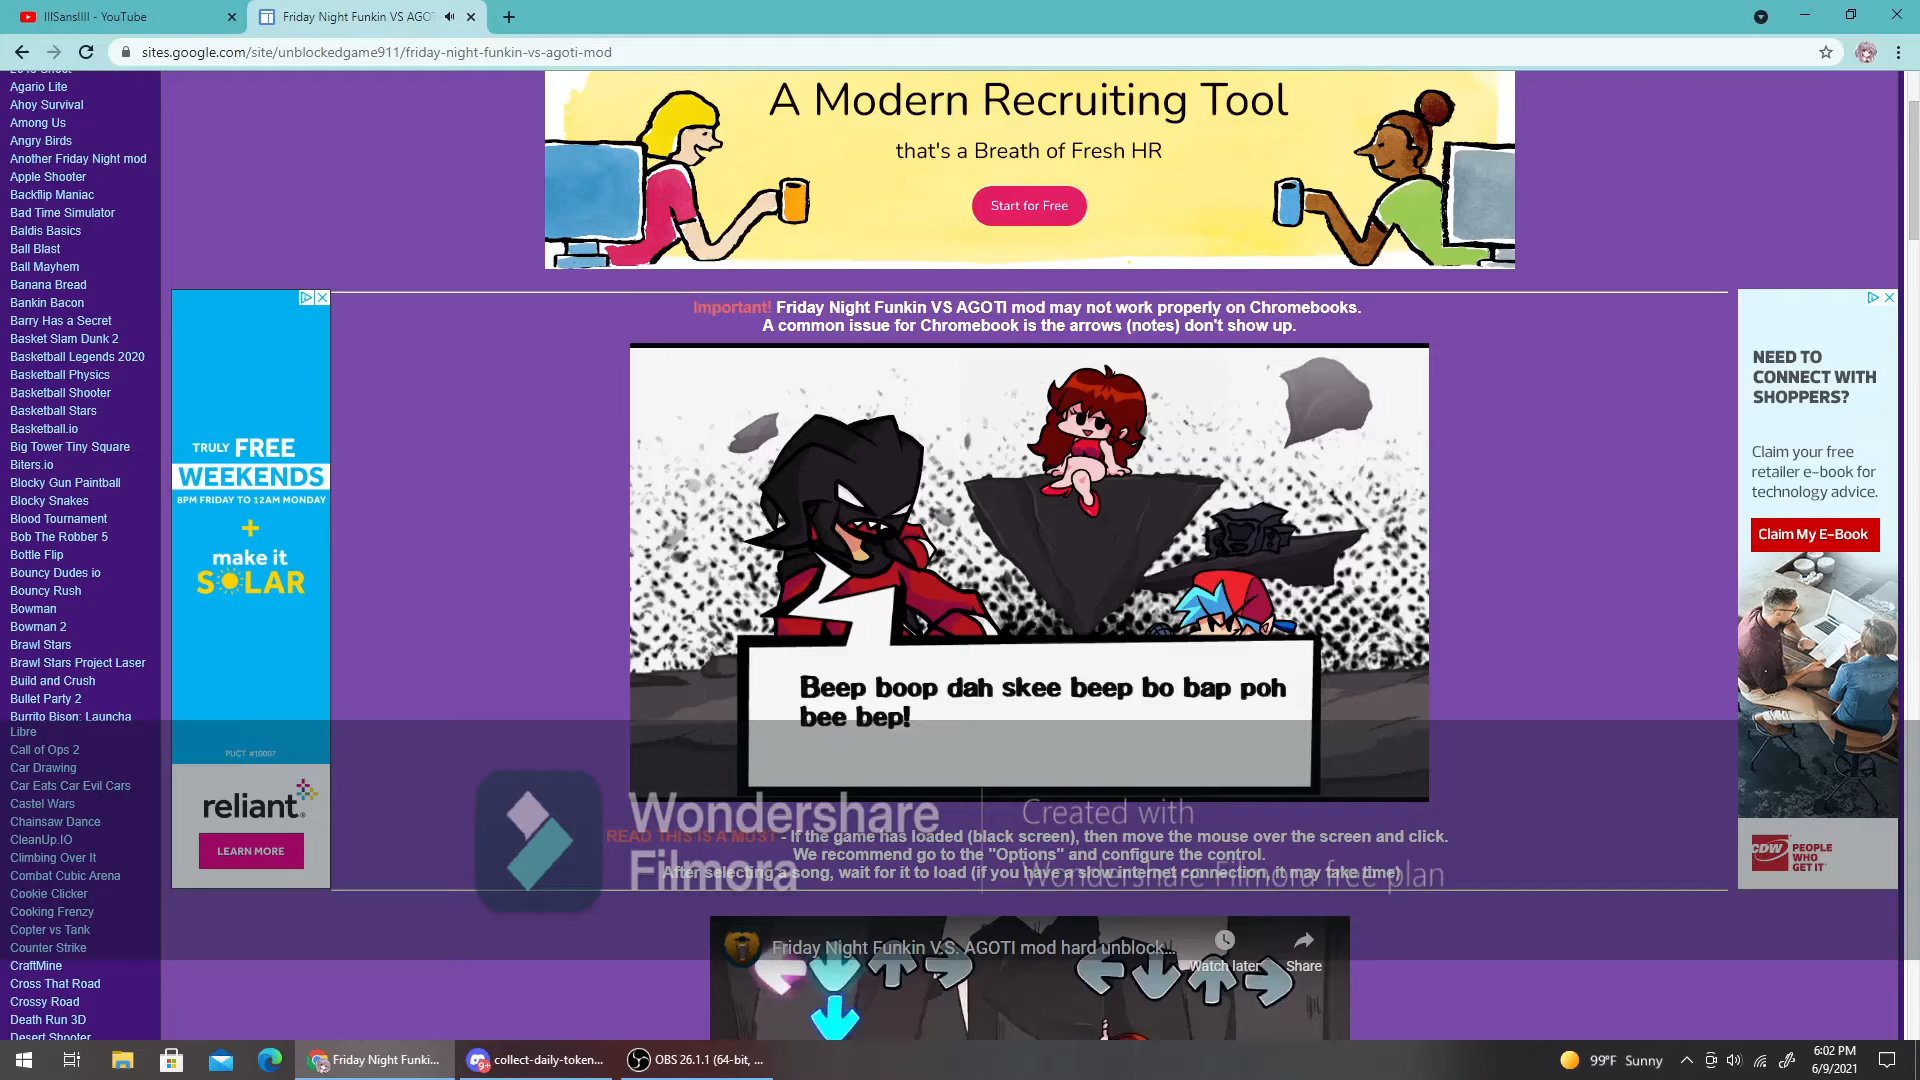 IIISansIIII - YouTube
Friday Night Funkin VS AGOT
sites.google.com/site/unblockedgame911/friday-night-funkin-vs-agoti-mod
Agario Lite
Ahoy Survival
Among Us
Angry Birds
Another Friday Night mod
Apple Shooter
Backflip Maniac
Bad Time Simulator
Baldis Basics
Ball Blast
Ball Mayhem
Banana Bread
Bankin Bacon
Barry Has a Secret
Basket Slam Dunk 2
Basketball Legends 2020
Basketball Physics
Basketball Shooter
Basketball Stars
Basketball.io
Big Tower Tiny Square
Biters.io
Blocky Gun Paintball
Blocky Snakes
Blood Tournament
Bob The Robber 5
Bottle Flip
Bouncy Dudes io
Bouncy Rush
Bowman
Bowman 2
Brawl Stars
Brawl Stars Project Laser
Build and Crush
Bullet Party 2
Burrito Bison: Launcha
Libre
Call of Ops 2
Car Drawing
Car Eats Car Evil Cars
Castel Wars
Chainsaw Dance
CleanUp.IO
Climbing Over It
Combat Cubic Arena
Cookie Clicker
Cooking Frenzy
Copter vs Tank
Counter Strike
CraftMine
Cross That Road
Crossy Road
Death Run 3D
Desert Shooter
A Modern Recruiting Tool
that's a Breath of Fresh HR
Start for Free
TRULY FREE
WEEKENDS
8PM FRIDAY TO 12AM MONDAY
+
make it
SOLAR
PUCT #10007
reliant
LEARN MORE
Important! Friday Night Funkin VS AGOTI mod may not work properly on Chromebooks.
A common issue for Chromebook is the arrows (notes) don't show up.
Beep boop dah skee beep bo bap poh
bee bep!
READ THIS IS A MUST - If the game has loaded (black screen), then move the mouse over the screen and click.
We recommend go to the "Options" and configure the control.
After selecting a song, wait for it to load (if you have a slow internet connection, it may take time)
Wondershare
Filmora
Created with
Wondershare Filmora free plan
Friday Night Funkin V.S. AGOTI mod hard unblock...
Watch later
Share
NEED TO
CONNECT WITH
SHOPPERS?
Claim your free
retailer e-book for
technology advice.
Claim My E-Book
CDW
PEOPLE
WHO
GET IT
Friday Night Funki...
9+
collect-daily-token...
OBS 26.1.1 (64-bit, ...
99°F Sunny
6:02 PM
6/9/2021